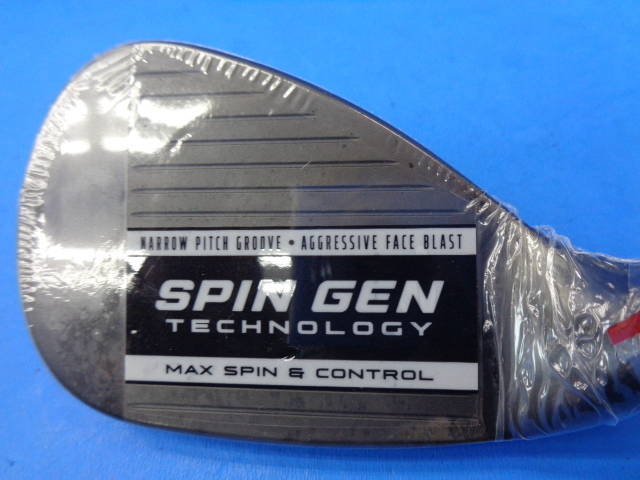 NARROW PITCH GROOVE • AGGRESSIVE FACE BLAST
SPIN GEN
TECHNOLOGY
MAX SPIN & CONTROL